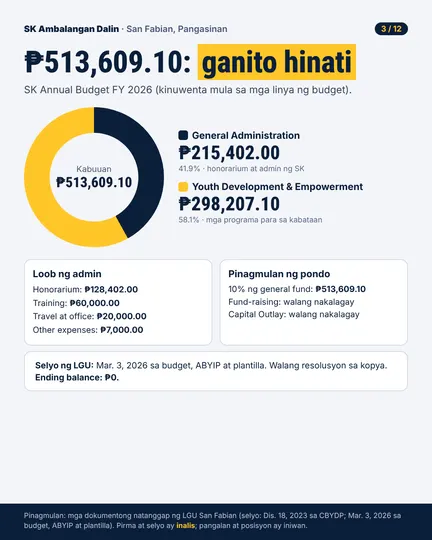 SK Ambalangan Dalin · San Fabian, Pangasinan
3 / 12
₱513,609.10: ganito hinati
SK Annual Budget FY 2026 (kinuwenta mula sa mga linya ng budget).
Kabuuan
₱513,609.10
General Administration
₱215,402.00
41.9% · honorarium at admin ng SK
Youth Development & Empowerment
₱298,207.10
58.1% · mga programa para sa kabataan
Loob ng admin
Honorarium: ₱128,402.00
Training: ₱60,000.00
Travel at office: ₱20,000.00
Other expenses: ₱7,000.00
Pinagmulan ng pondo
10% ng general fund: ₱513,609.10
Fund-raising: walang nakalagay
Capital Outlay: walang nakalagay
Selyo ng LGU: Mar. 3, 2026 sa budget, ABYIP at plantilla. Walang resolusyon sa kopya.
Ending balance: ₱0.
Pinagmulan: mga dokumentong natanggap ng LGU San Fabian (selyo: Dis. 18, 2023 sa CBYDP; Mar. 3, 2026 sa
budget, ABYIP at plantilla). Pirma at selyo ay inalis; pangalan at posisyon ay iniwan.